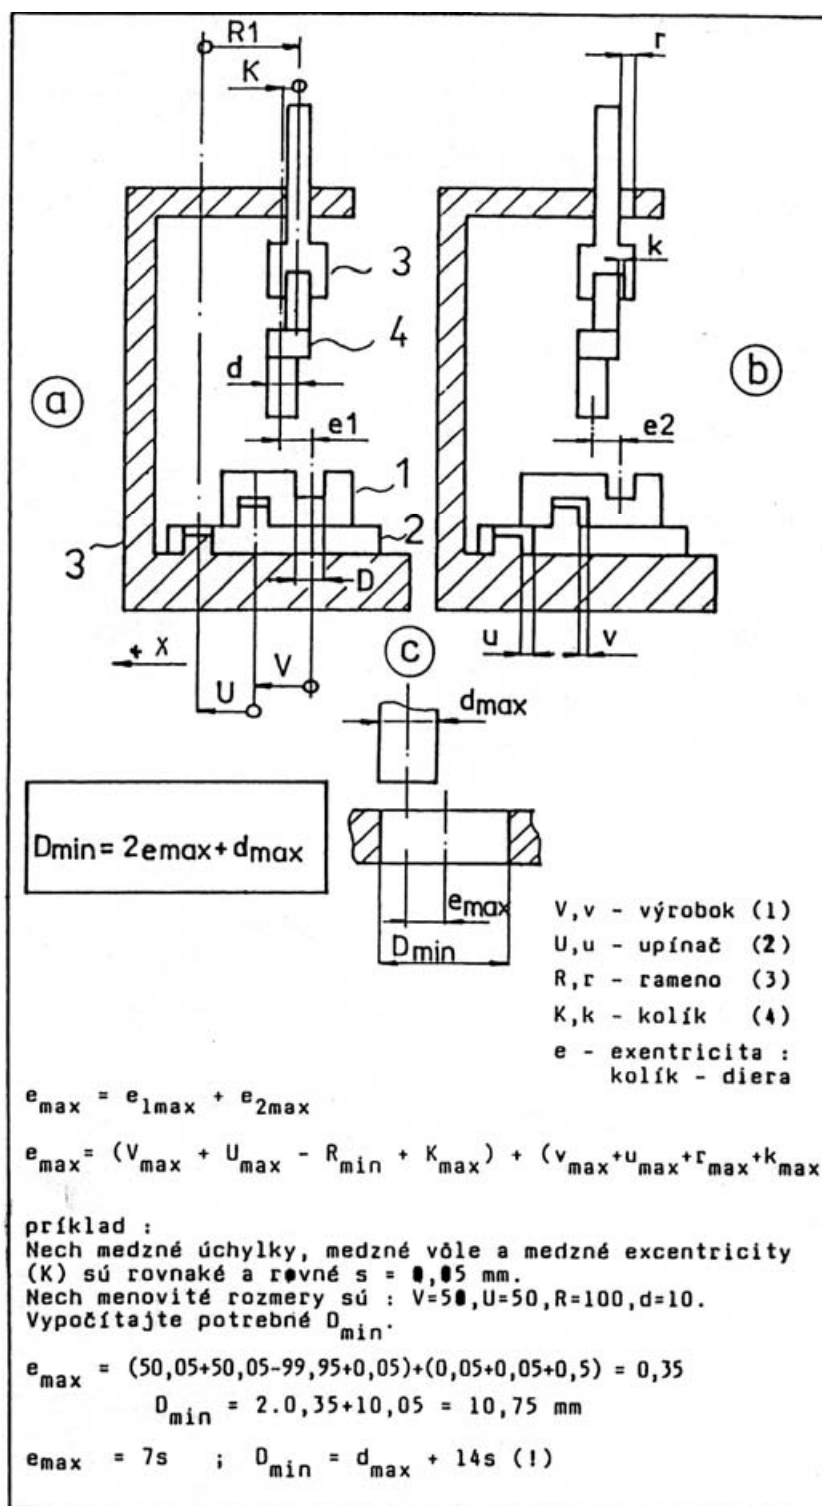 R1
r
K
k
3
4
d
a
b
e1
e2
1
2
3
D
+ X
V
U
u
v
c
dmax
Dmin = 2emax + dmax
emax
Dmin
V,v - výrobok (1)
U,u - upínač (2)
R,r - rameno (3)
K,k - kolík (4)
e - exentricita :
kolík - diera
emax = e1max + e2max
emax= (Vmax + Umax - Rmin + Kmax) + (vmax+umax+rmax+kmax
príklad :
Nech medzné úchylky, medzné vôle a medzné excentricity
(K) sú rovnaké a rovné s = 0,05 mm.
Nech menovité rozmery sú : V=50,U=50,R=100,d=10.
Vypočítajte potrebné Dmin.
emax = (50,05+50,05-99,95+0,05)+(0,05+0,05+0,5) = 0,35
Dmin = 2.0,35+10,05 = 10,75 mm
emax = 7s ; Dmin = dmax + 14s (!)